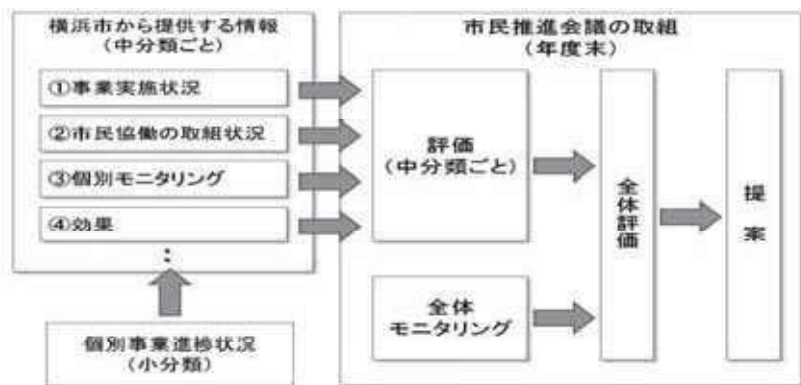 横浜市から提供する情報
(中分類ごと)
①事業実施状況
②市民協働の取組状況
③個別モニタリング
④効果
：
個別事業進捗状況
(小分類)
市民推進会議の取組
(年度末)
評価
(中分類ごと)
全体
モニタリング
全体評価
提案